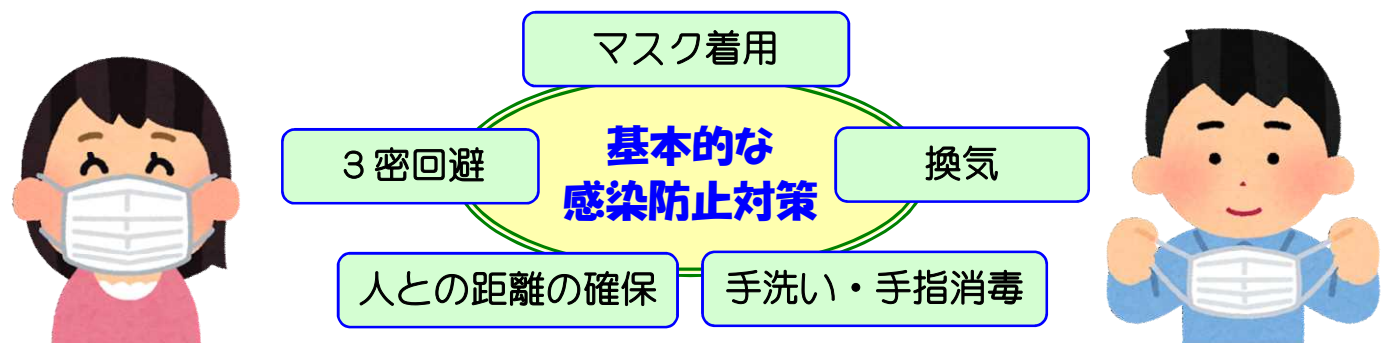 マスク着用
３密回避
基本的な
感染防止対策
換気
人との距離の確保
手洗い・手指消毒